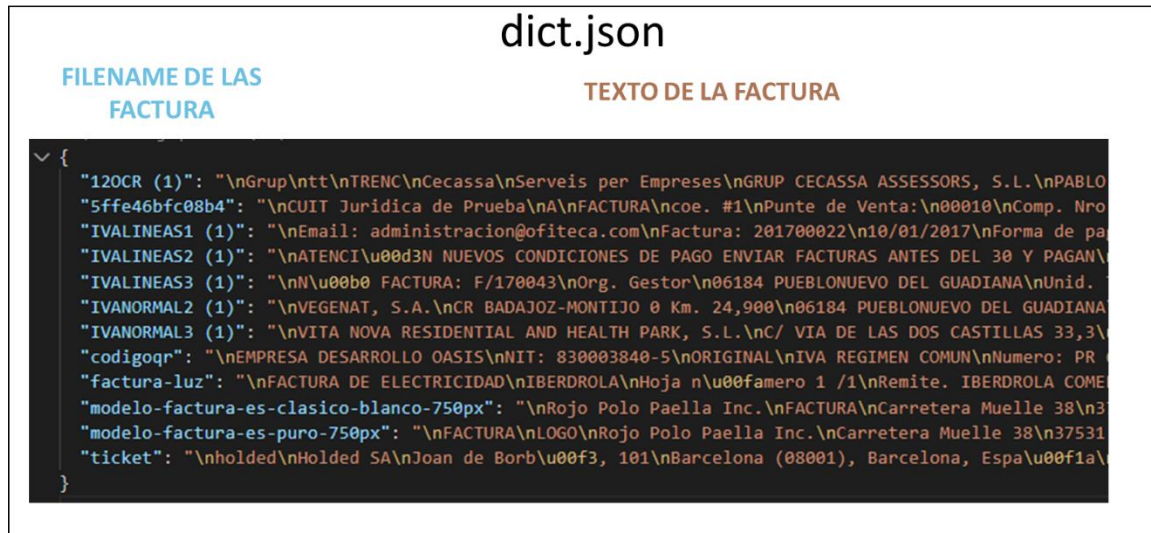 dict.json
FILENAME DE LAS
FACTURA
TEXTO DE LA FACTURA
{
"12OCR (1)": "\nGrup\ntt\nTRENC\nCecassa\nServeis per Empreses\nGRUP CECASSA ASSESSORS, S.L.\nPABLO
"5ffe46bfc08b4": "\nCUIT Juridica de Prueba\nA\nFACTURA\ncoe. #1\nPunte de Venta:\n00010\nComp. Nro
"IVALINEAS1 (1)": "\nEmail: administracion@ofiteca.com\nFactura: 201700022\n10/01/2017\nForma de pa
"IVALINEAS2 (1)": "\nATENCI\u00d3N NUEVOS CONDICIONES DE PAGO ENVIAR FACTURAS ANTES DEL 30 Y PAGAN\
"IVALINEAS3 (1)": "\nN\u00b0 FACTURA: F/170043\nOrg. Gestor\n06184 PUEBLONUEVO DEL GUADIANA\nUnid.
"IVANORMAL2 (1)": "\nVEGENAT, S.A.\nCR BADAJOZ-MONTIJO 0 Km. 24,900\n06184 PUEBLONUEVO DEL GUADIANA
"IVANORMAL3 (1)": "\nVITA NOVA RESIDENTIAL AND HEALTH PARK, S.L.\nC/ VIA DE LAS DOS CASTILLAS 33,3\
"codigoqr": "\nEMPRESA DESARROLLO OASIS\nNIT: 830003840-5\nORIGINAL\nIVA REGIMEN COMUN\nNumero: PR
"factura-luz": "\nFACTURA DE ELECTRICIDAD\nIBERDROLA\nHoja n\u00famero 1 /1\nRemite. IBERDROLA COME
"modelo-factura-es-clasico-blanco-750px": "\nRojo Polo Paella Inc.\nFACTURA\nCarretera Muelle 38\n3
"modelo-factura-es-puro-750px": "\nFACTURA\nLOGO\nRojo Polo Paella Inc.\nCarretera Muelle 38\n37531
"ticket": "\nholded\nHolded SA\nJoan de Borb\u00f3, 101\nBarcelona (08001), Barcelona, Espa\u00f1a\
}